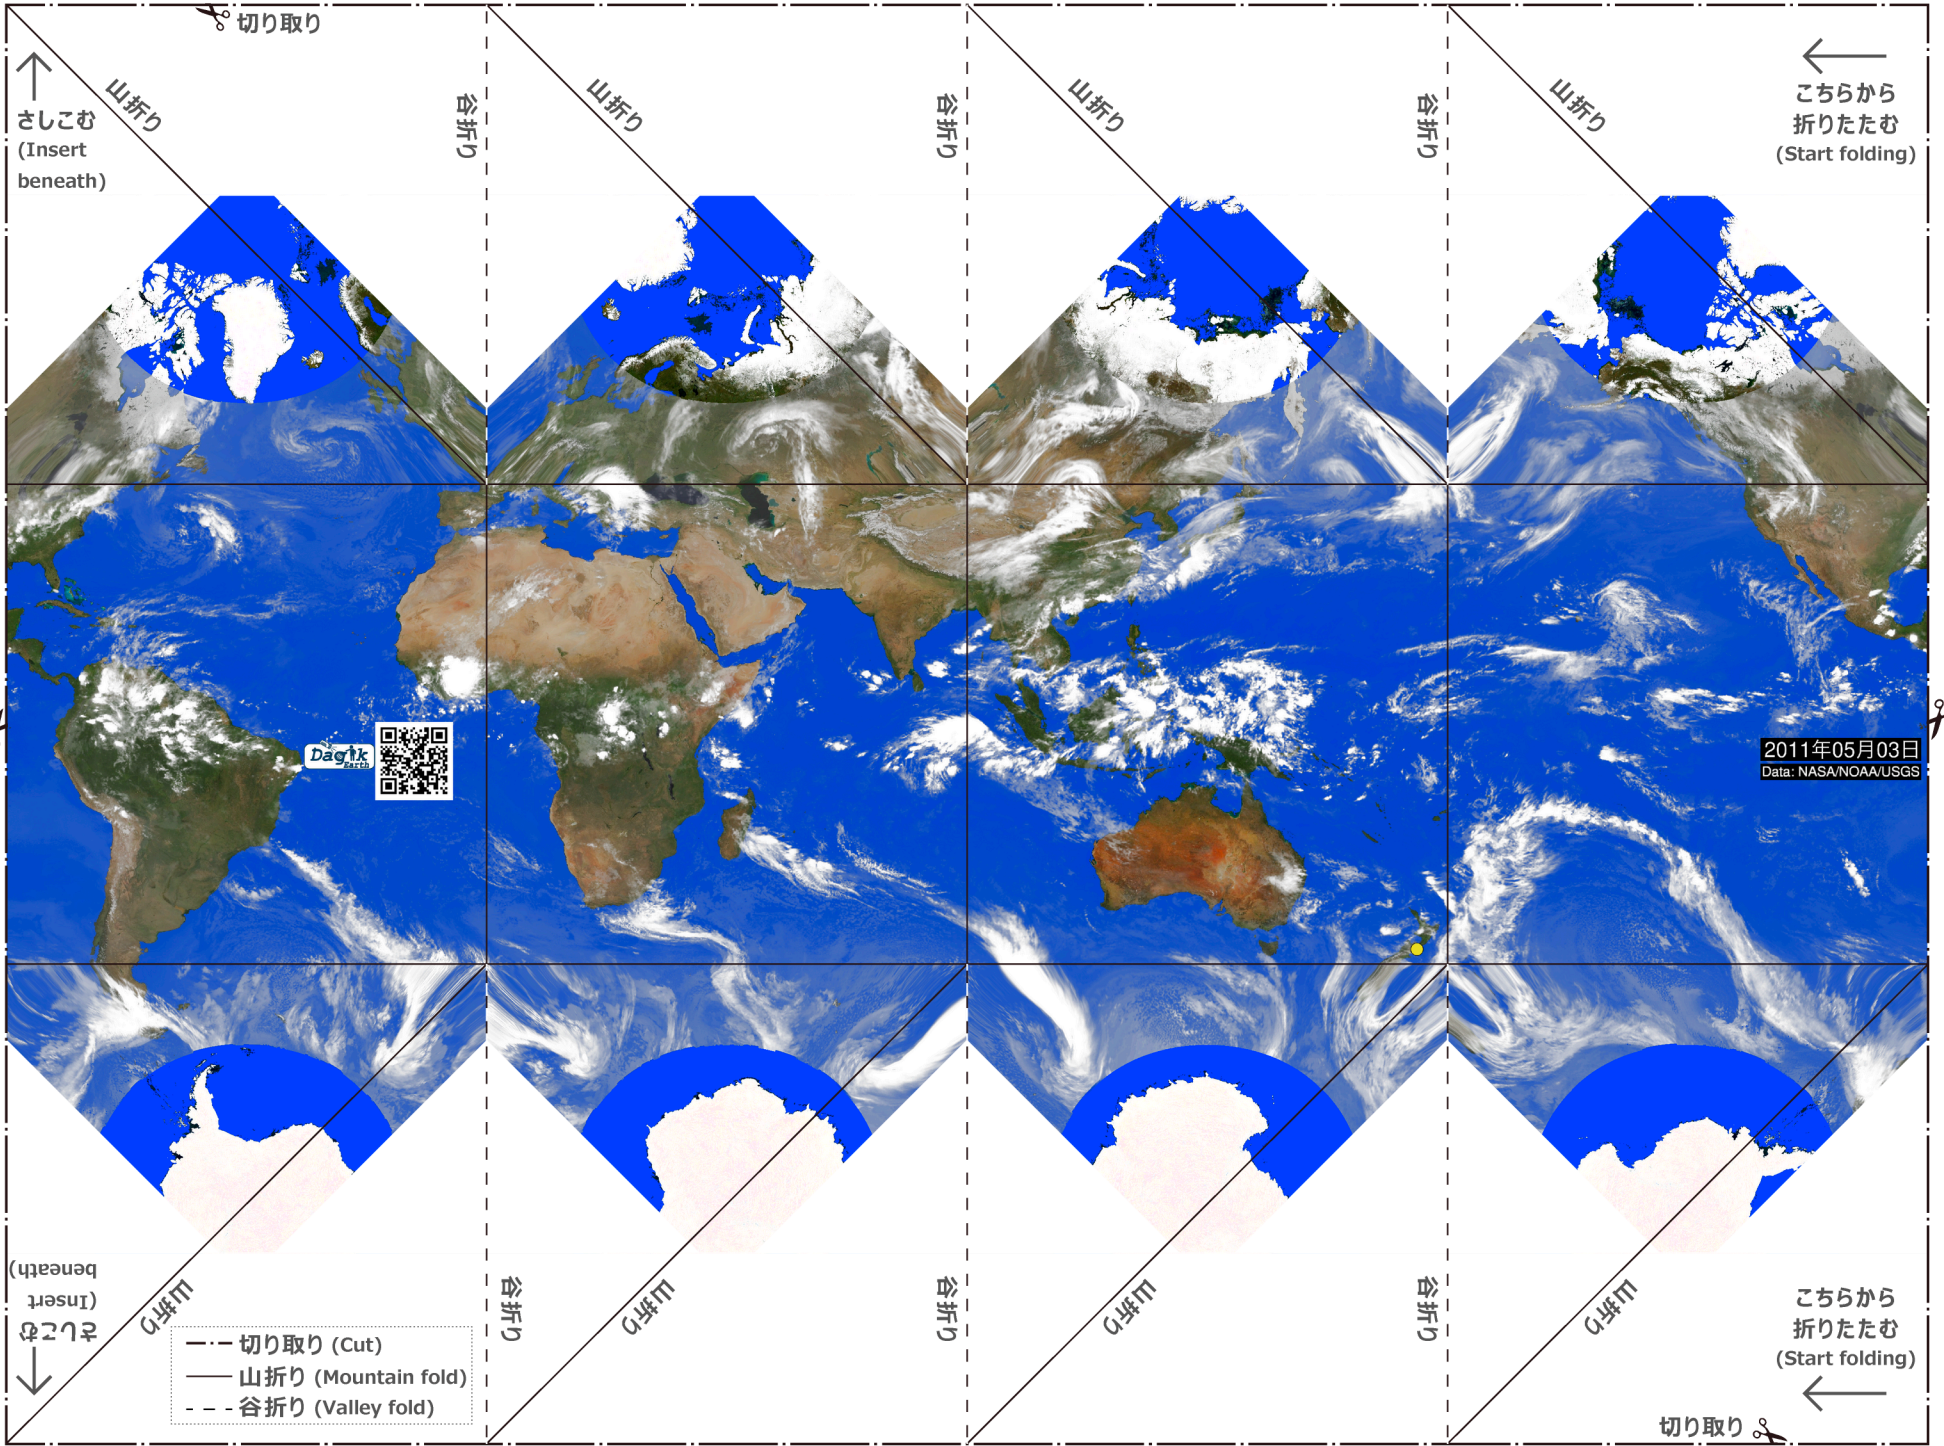 切り取り
山折り
谷折り
山折り
谷折り
山折り
谷折り
山折り
さしこむ
(Insert
beneath)
こちらから
折りたたむ
(Start folding)
Dagik
Earth
2011年05月03日
Data: NASA/NOAA/USGS
さしこむ
(Insert
beneath)
山折り
谷折り
山折り
谷折り
山折り
谷折り
山折り
こちらから
折りたたむ
(Start folding)
切り取り (Cut)
山折り (Mountain fold)
谷折り (Valley fold)
切り取り